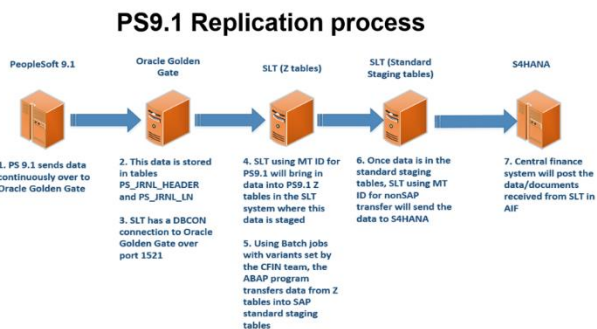 PS9.1 Replication process
PeopleSoft 9.1
Oracle Golden
Gate
SLT (Z tables)
SLT (Standard
Staging tables)
S4HANA
1. PS 9.1 sends data
continuously over to
Oracle Golden Gate
2. This data is stored
in tables
PS_JRNL_HEADER
and PS_JRNL_LN
3. SLT has a DBCON
connection to Oracle
Golden Gate over
port 1521
4. SLT using MT ID for
PS9.1 will bring in
data into PS9.1 Z
tables in the SLT
system where this
data is staged
5. Using Batch jobs
with variants set by
the CFIN team, the
ABAP program
transfers data from Z
tables into SAP
standard staging
tables
6. Once data is in the
standard staging
tables, SLT using MT
ID for nonSAP
transfer will send the
data to S4HANA
7. Central finance
system will post the
data/documents
received from SLT in
AIF